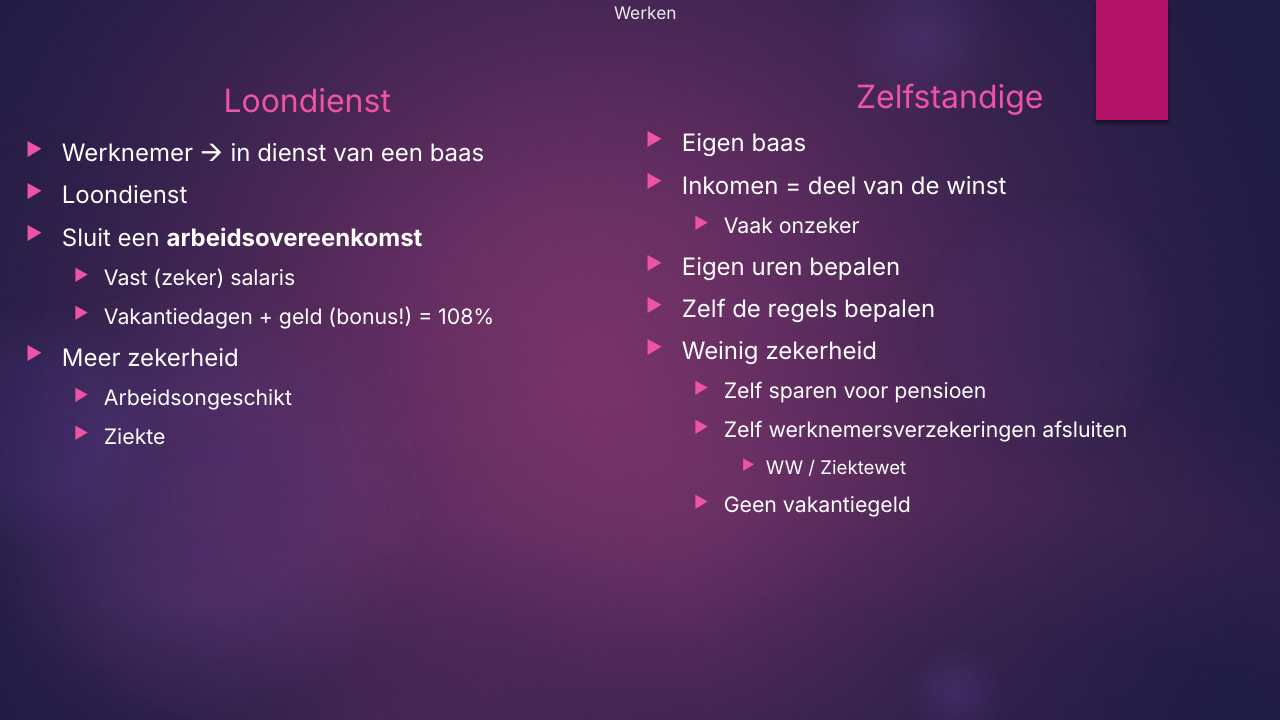 Werken
Loondienst
Werknemer → in dienst van een baas
Loondienst
Sluit een arbeidsovereenkomst
Vast (zeker) salaris
Vakantiedagen + geld (bonus!) = 108%
Meer zekerheid
Arbeidsongeschikt
Ziekte
Zelfstandige
Eigen baas
Inkomen = deel van de winst
Vaak onzeker
Eigen uren bepalen
Zelf de regels bepalen
Weinig zekerheid
Zelf sparen voor pensioen
Zelf werknemersverzekeringen afsluiten
WW / Ziektewet
Geen vakantiegeld